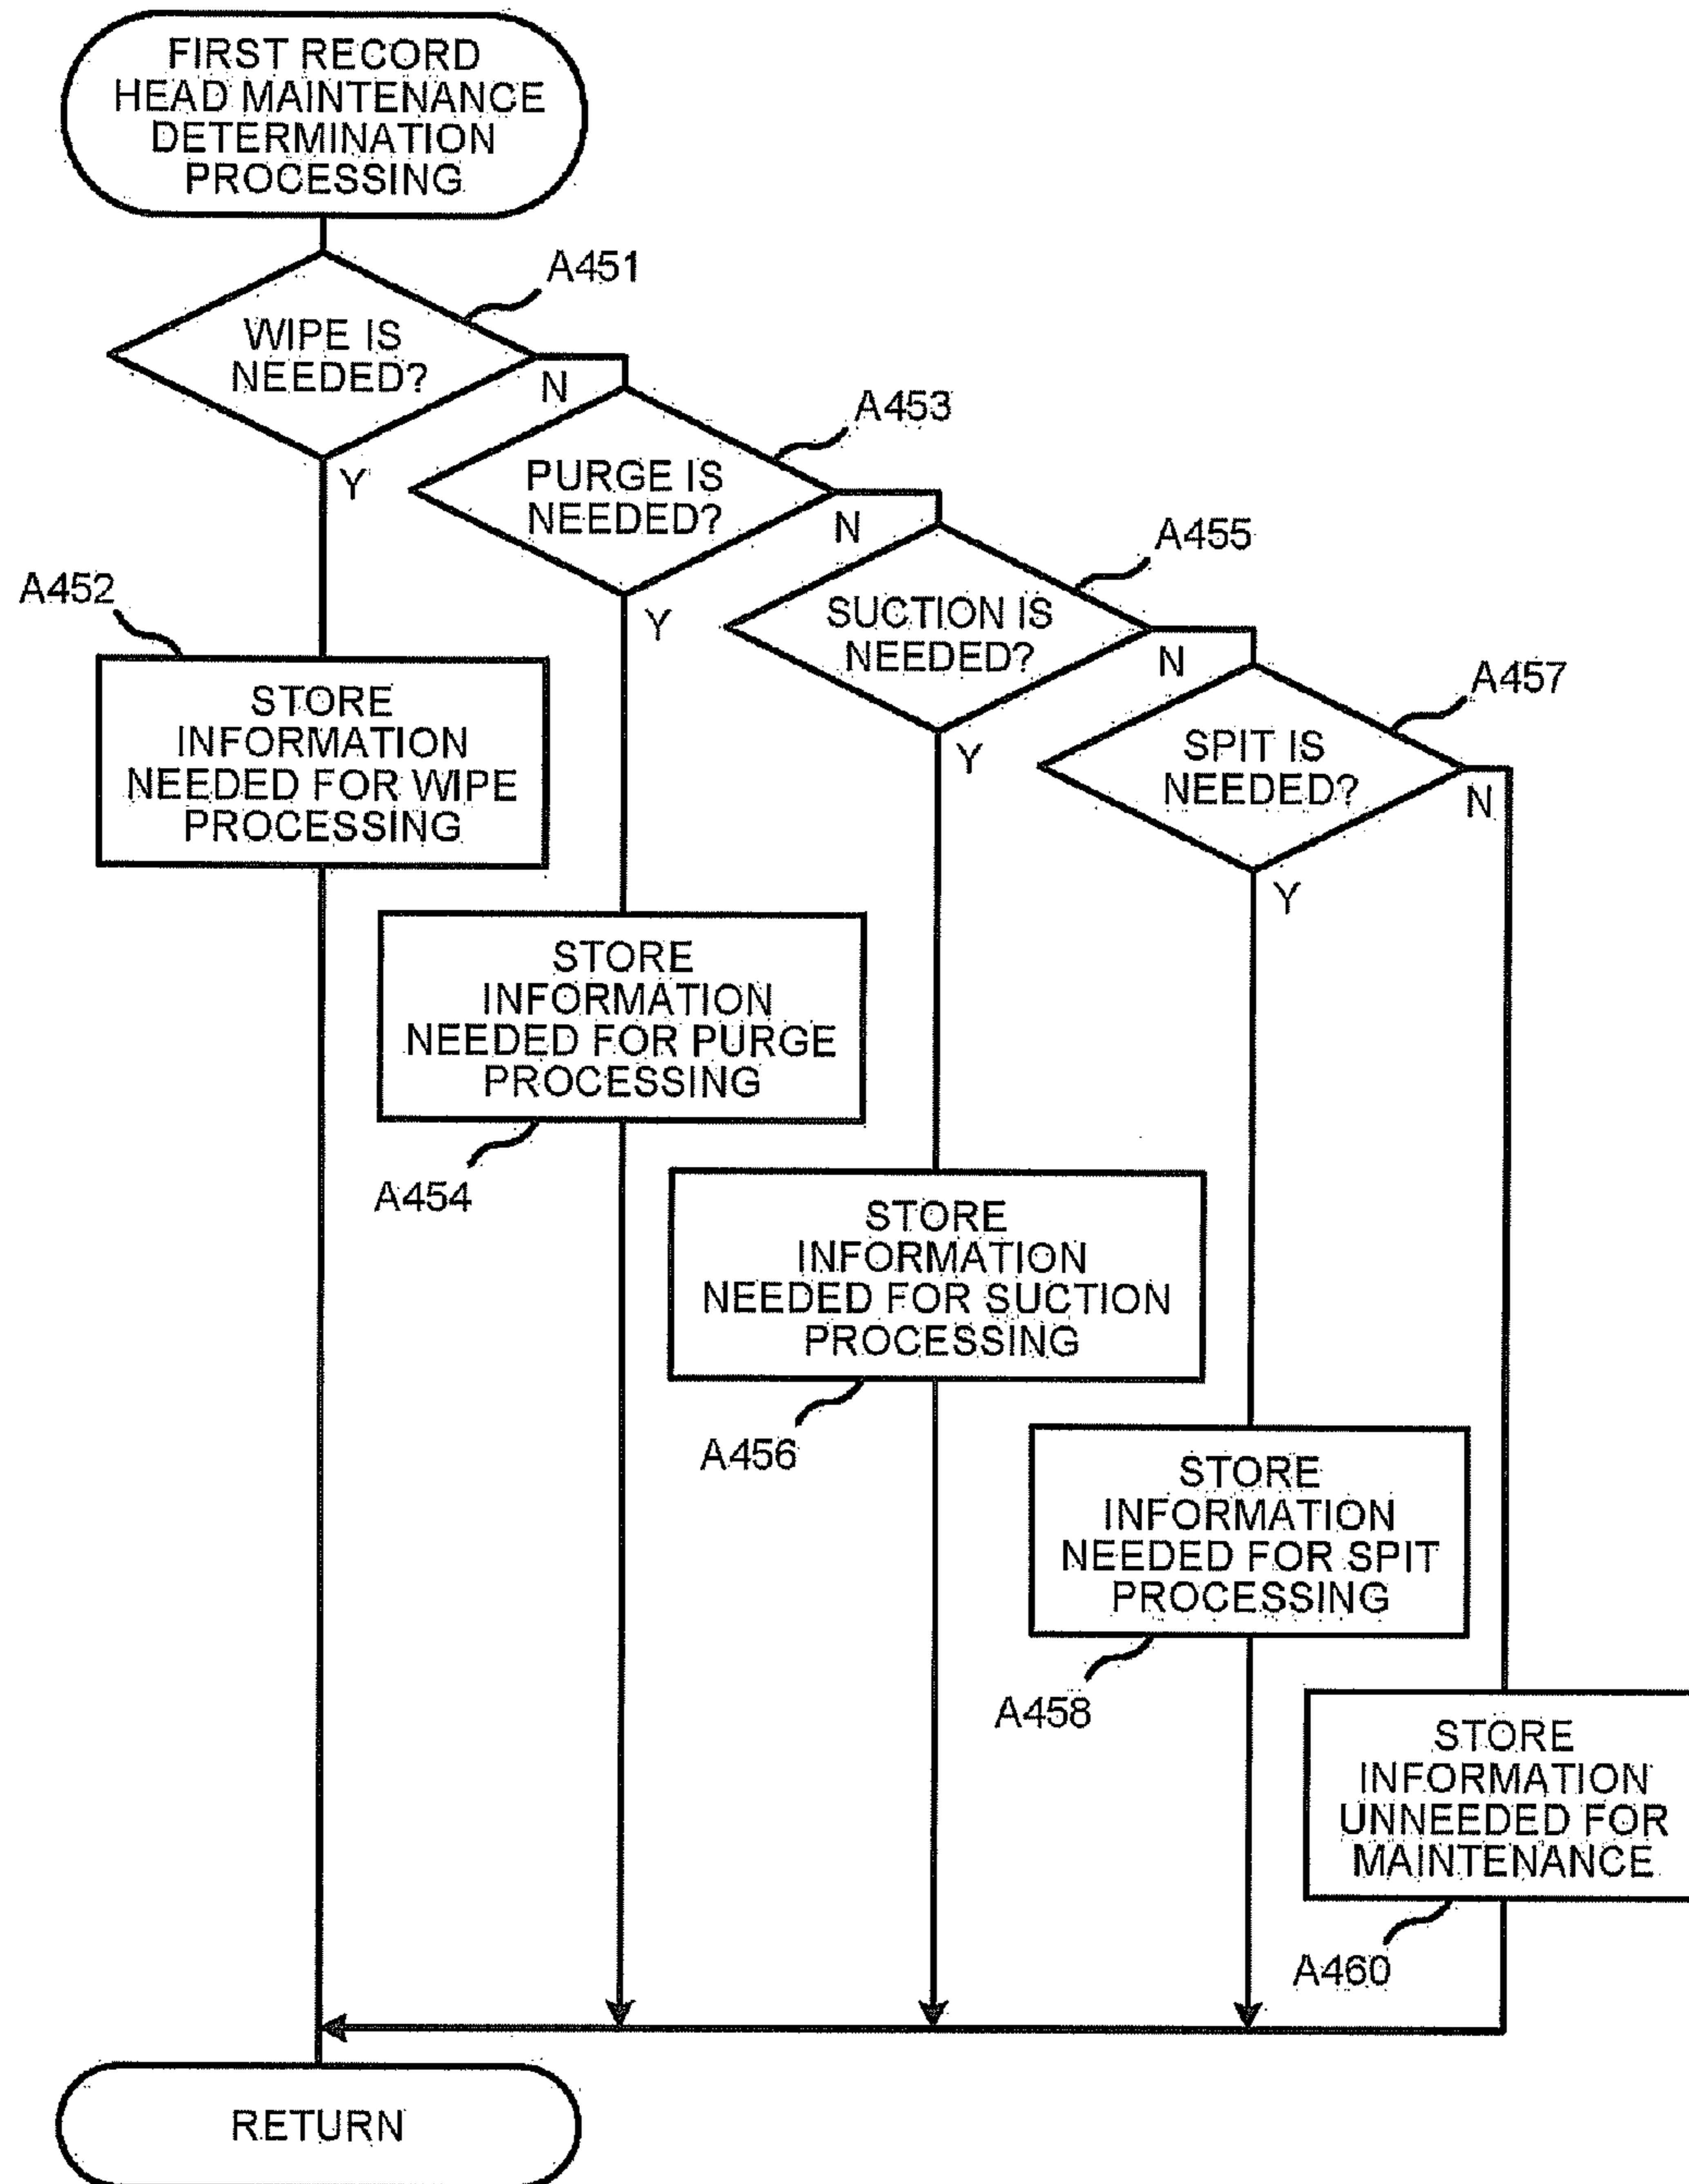 FIRST RECORD
HEAD MAINTENANCE
DETERMINATION
PROCESSING
A451
WIPE IS
NEEDED?
N
Y
A453
PURGE IS
NEEDED?
N
Y
A455
SUCTION IS
NEEDED?
N
Y
A457
SPIT IS
NEEDED?
N
Y
A452
STORE
INFORMATION
NEEDED FOR WIPE
PROCESSING
STORE
INFORMATION
NEEDED FOR PURGE
PROCESSING
A454
STORE
INFORMATION
NEEDED FOR SUCTION
PROCESSING
A456
STORE
INFORMATION
NEEDED FOR SPIT
PROCESSING
A458
STORE
INFORMATION
UNNEEDED FOR
MAINTENANCE
A460
RETURN